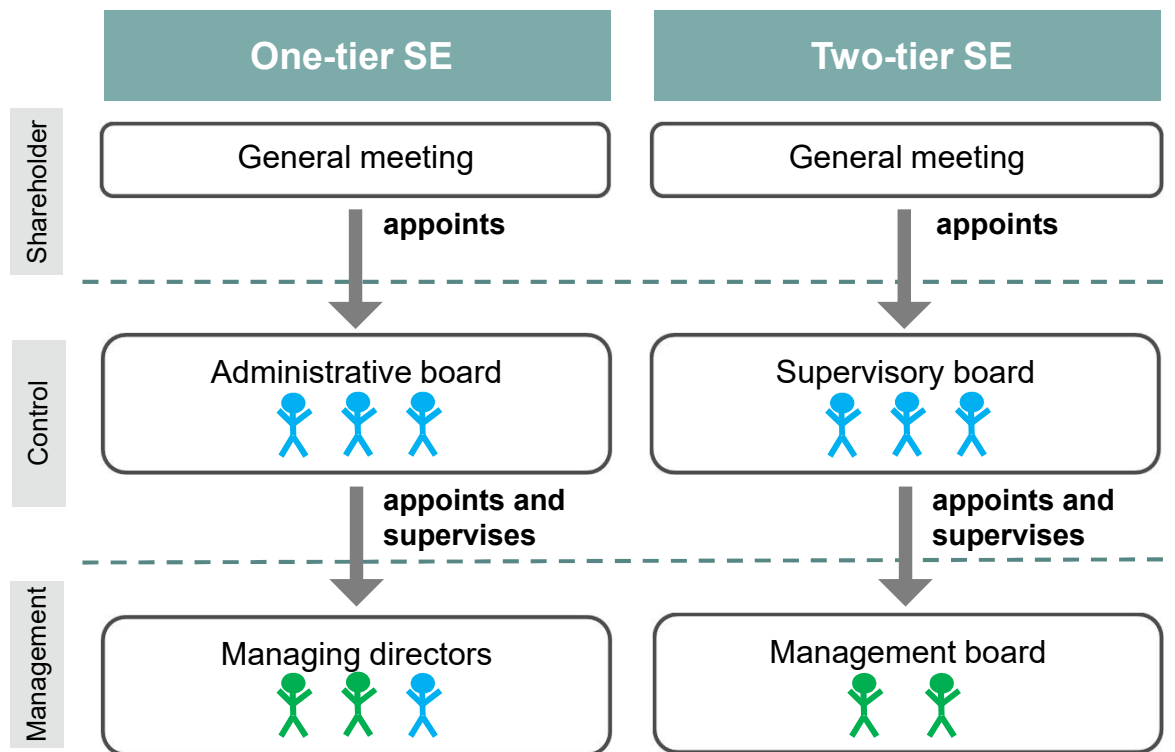 One-tier SE
Two-tier SE
Shareholder
General meeting
General meeting
appoints
appoints
Control
Administrative board
Supervisory board
appoints and
supervises
appoints and
supervises
Management
Managing directors
Management board